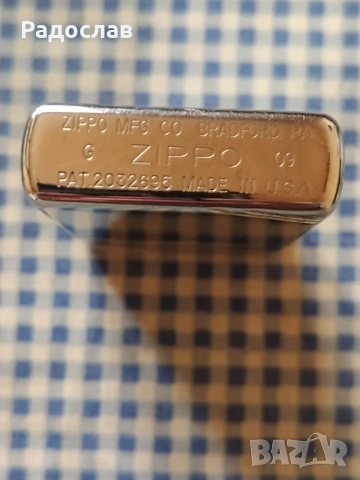 Радослав
ZIPPO MFG CO. BRADFORD PA
G ZIPPO 09
PAT. 2032695 MADE IN U.S.A.
BAZAR